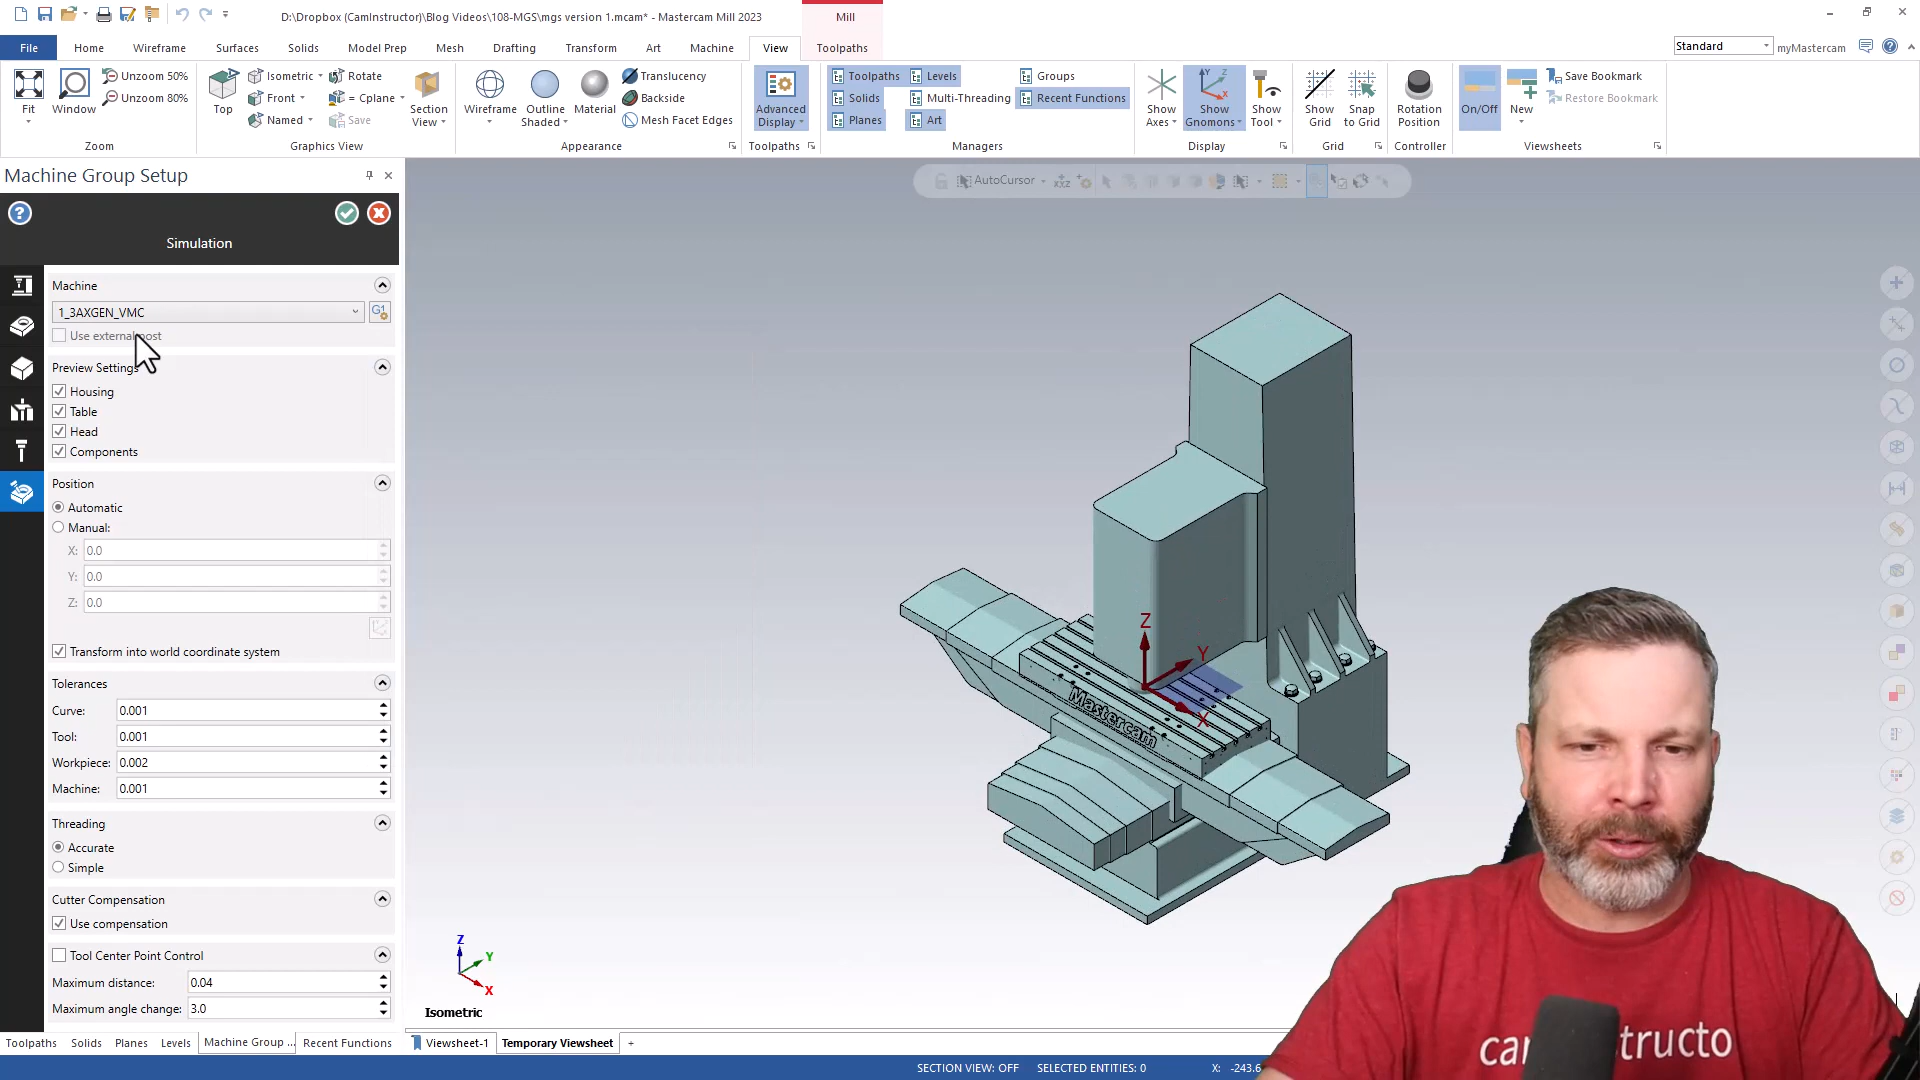 D:\Dropbox (CamInstructor)\Blog Videos\108-MGS\mgs version 1.mcam* - Mastercam Mill 2023
Mill
File Home Wireframe Surfaces Solids Model Prep Mesh Drafting Transform Art Machine View Toolpaths
Standard myMastercam
Fit
Window
Unzoom 50%
Unzoom 80%
Zoom
Top
Isometric
Front
Named
Rotate
= Cplane
Save
Section View
Graphics View
Wireframe
Outline Shaded
Material
Translucency
Backside
Mesh Facet Edges
Appearance
Advanced Display
Toolpaths
Toolpaths
Solids
Planes
Levels
Multi-Threading
Art
Groups
Recent Functions
Managers
Show Axes
Show Gnomons
Show Tool
Display
Show Grid
Snap to Grid
Grid
Rotation Position
Controller
On/Off
New
Save Bookmark
Restore Bookmark
Viewsheets
AutoCursor
Machine Group Setup
Simulation
Machine
1_3AXGEN_VMC
G1
Use external post
Preview Settings
Housing
Table
Head
Components
Position
Automatic
Manual:
X: 0.0
Y: 0.0
Z: 0.0
Transform into world coordinate system
Tolerances
Curve: 0.001
Tool: 0.001
Workpiece: 0.002
Machine: 0.001
Threading
Accurate
Simple
Cutter Compensation
Use compensation
Tool Center Point Control
Maximum distance: 0.04
Maximum angle change: 3.0
Z
Y
X
Mastercam
Z
Y
X
Isometric
Toolpaths Solids Planes Levels Machine Group ... Recent Functions
Viewsheet-1 Temporary Viewsheet +
SECTION VIEW: OFF SELECTED ENTITIES: 0 X: -243.6